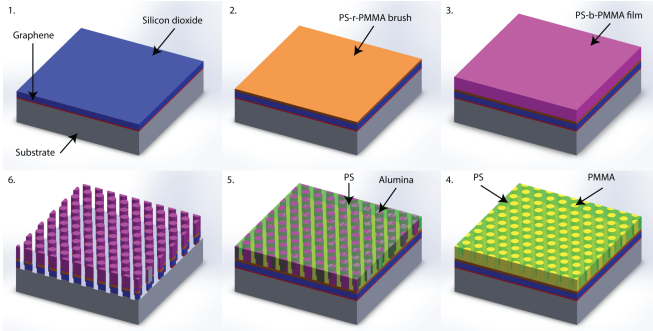 1.
Silicon dioxide
Graphene
Substrate
2.
PS-r-PMMA brush
3.
PS-b-PMMA film
6.
5.
PS
Alumina
4.
PS
PMMA